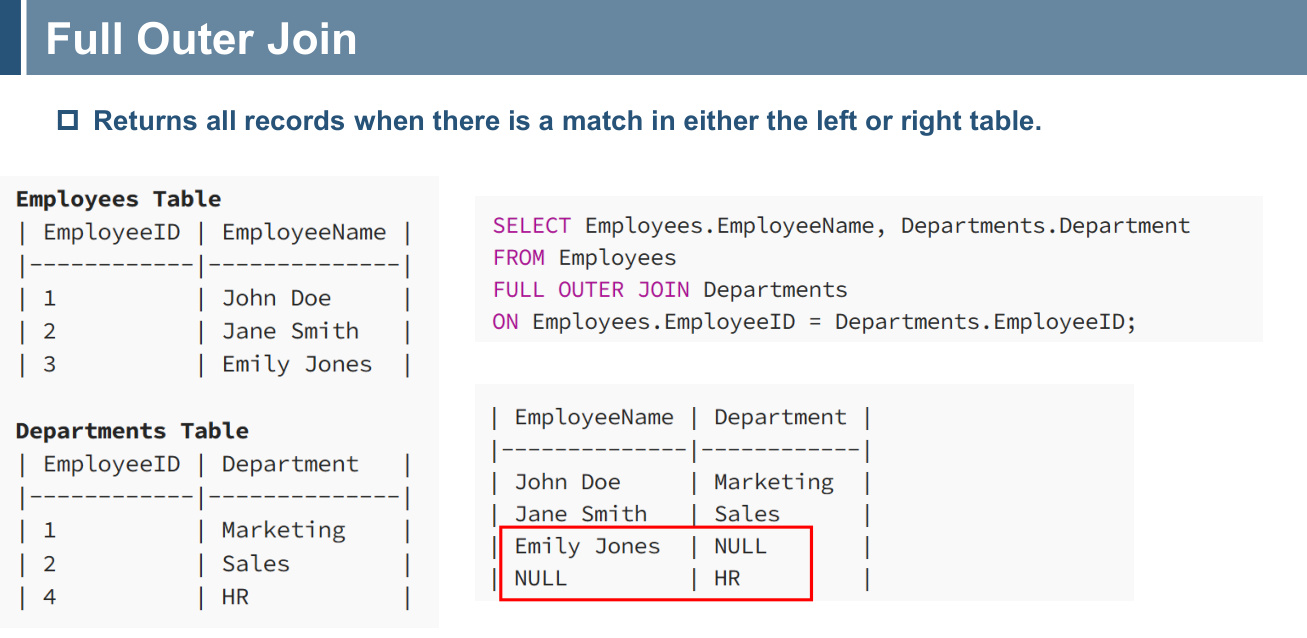 Full Outer Join
Returns all records when there is a match in either the left or right table.
Employees Table
| EmployeeID | EmployeeName |
|------------|--------------|
| 1 | John Doe |
| 2 | Jane Smith |
| 3 | Emily Jones |
Departments Table
| EmployeeID | Department |
|------------|--------------|
| 1 | Marketing |
| 2 | Sales |
| 4 | HR |
SELECT Employees.EmployeeName, Departments.Department
FROM Employees
FULL OUTER JOIN Departments
ON Employees.EmployeeID = Departments.EmployeeID;
| EmployeeName | Department |
|--------------|------------|
| John Doe | Marketing |
| Jane Smith | Sales |
| Emily Jones | NULL |
| NULL | HR |